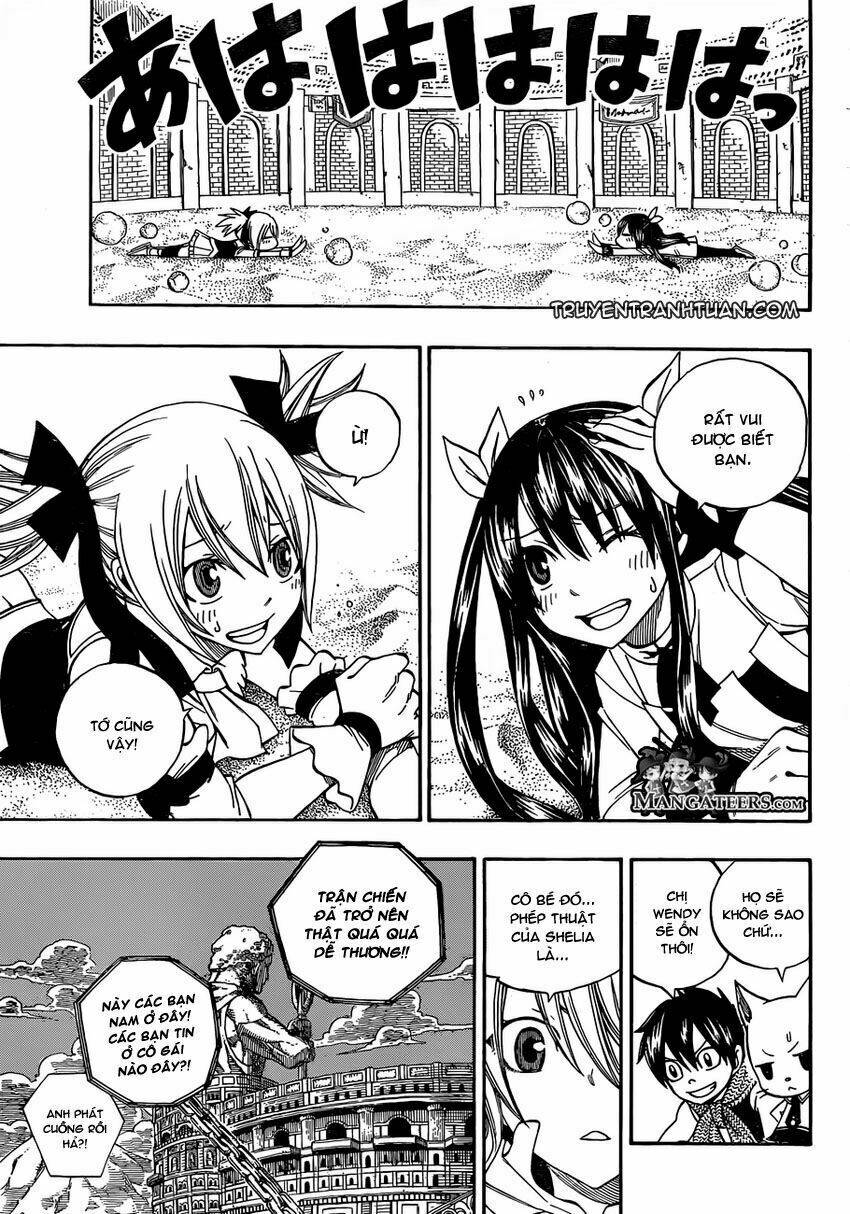 あはははははっ
TRUYENTRANHTUAN.COM
RẤT VUI
ĐƯỢC BIẾT
BẠN.
Ừ!
TỚ CŨNG
VẬY!
MANGATEERS.COM
HỌ SẼ
KHÔNG SAO
CHỨ...
CHỊ
WENDY
SẼ ỔN
THÔI!
CÔ BÉ ĐÓ...
PHÉP THUẬT
CỦA SHELIA
LÀ...
TRẬN CHIẾN
ĐÃ TRỞ NÊN
THẬT QUÁ QUÁ
DỄ THƯƠNG!!
NÀY CÁC BẠN
NAM Ở ĐÂY!
CÁC BẠN TIN
Ở CÔ GÁI
NÀO ĐÂY?!
ANH PHÁT
CUỒNG RỒI
HẢ?!